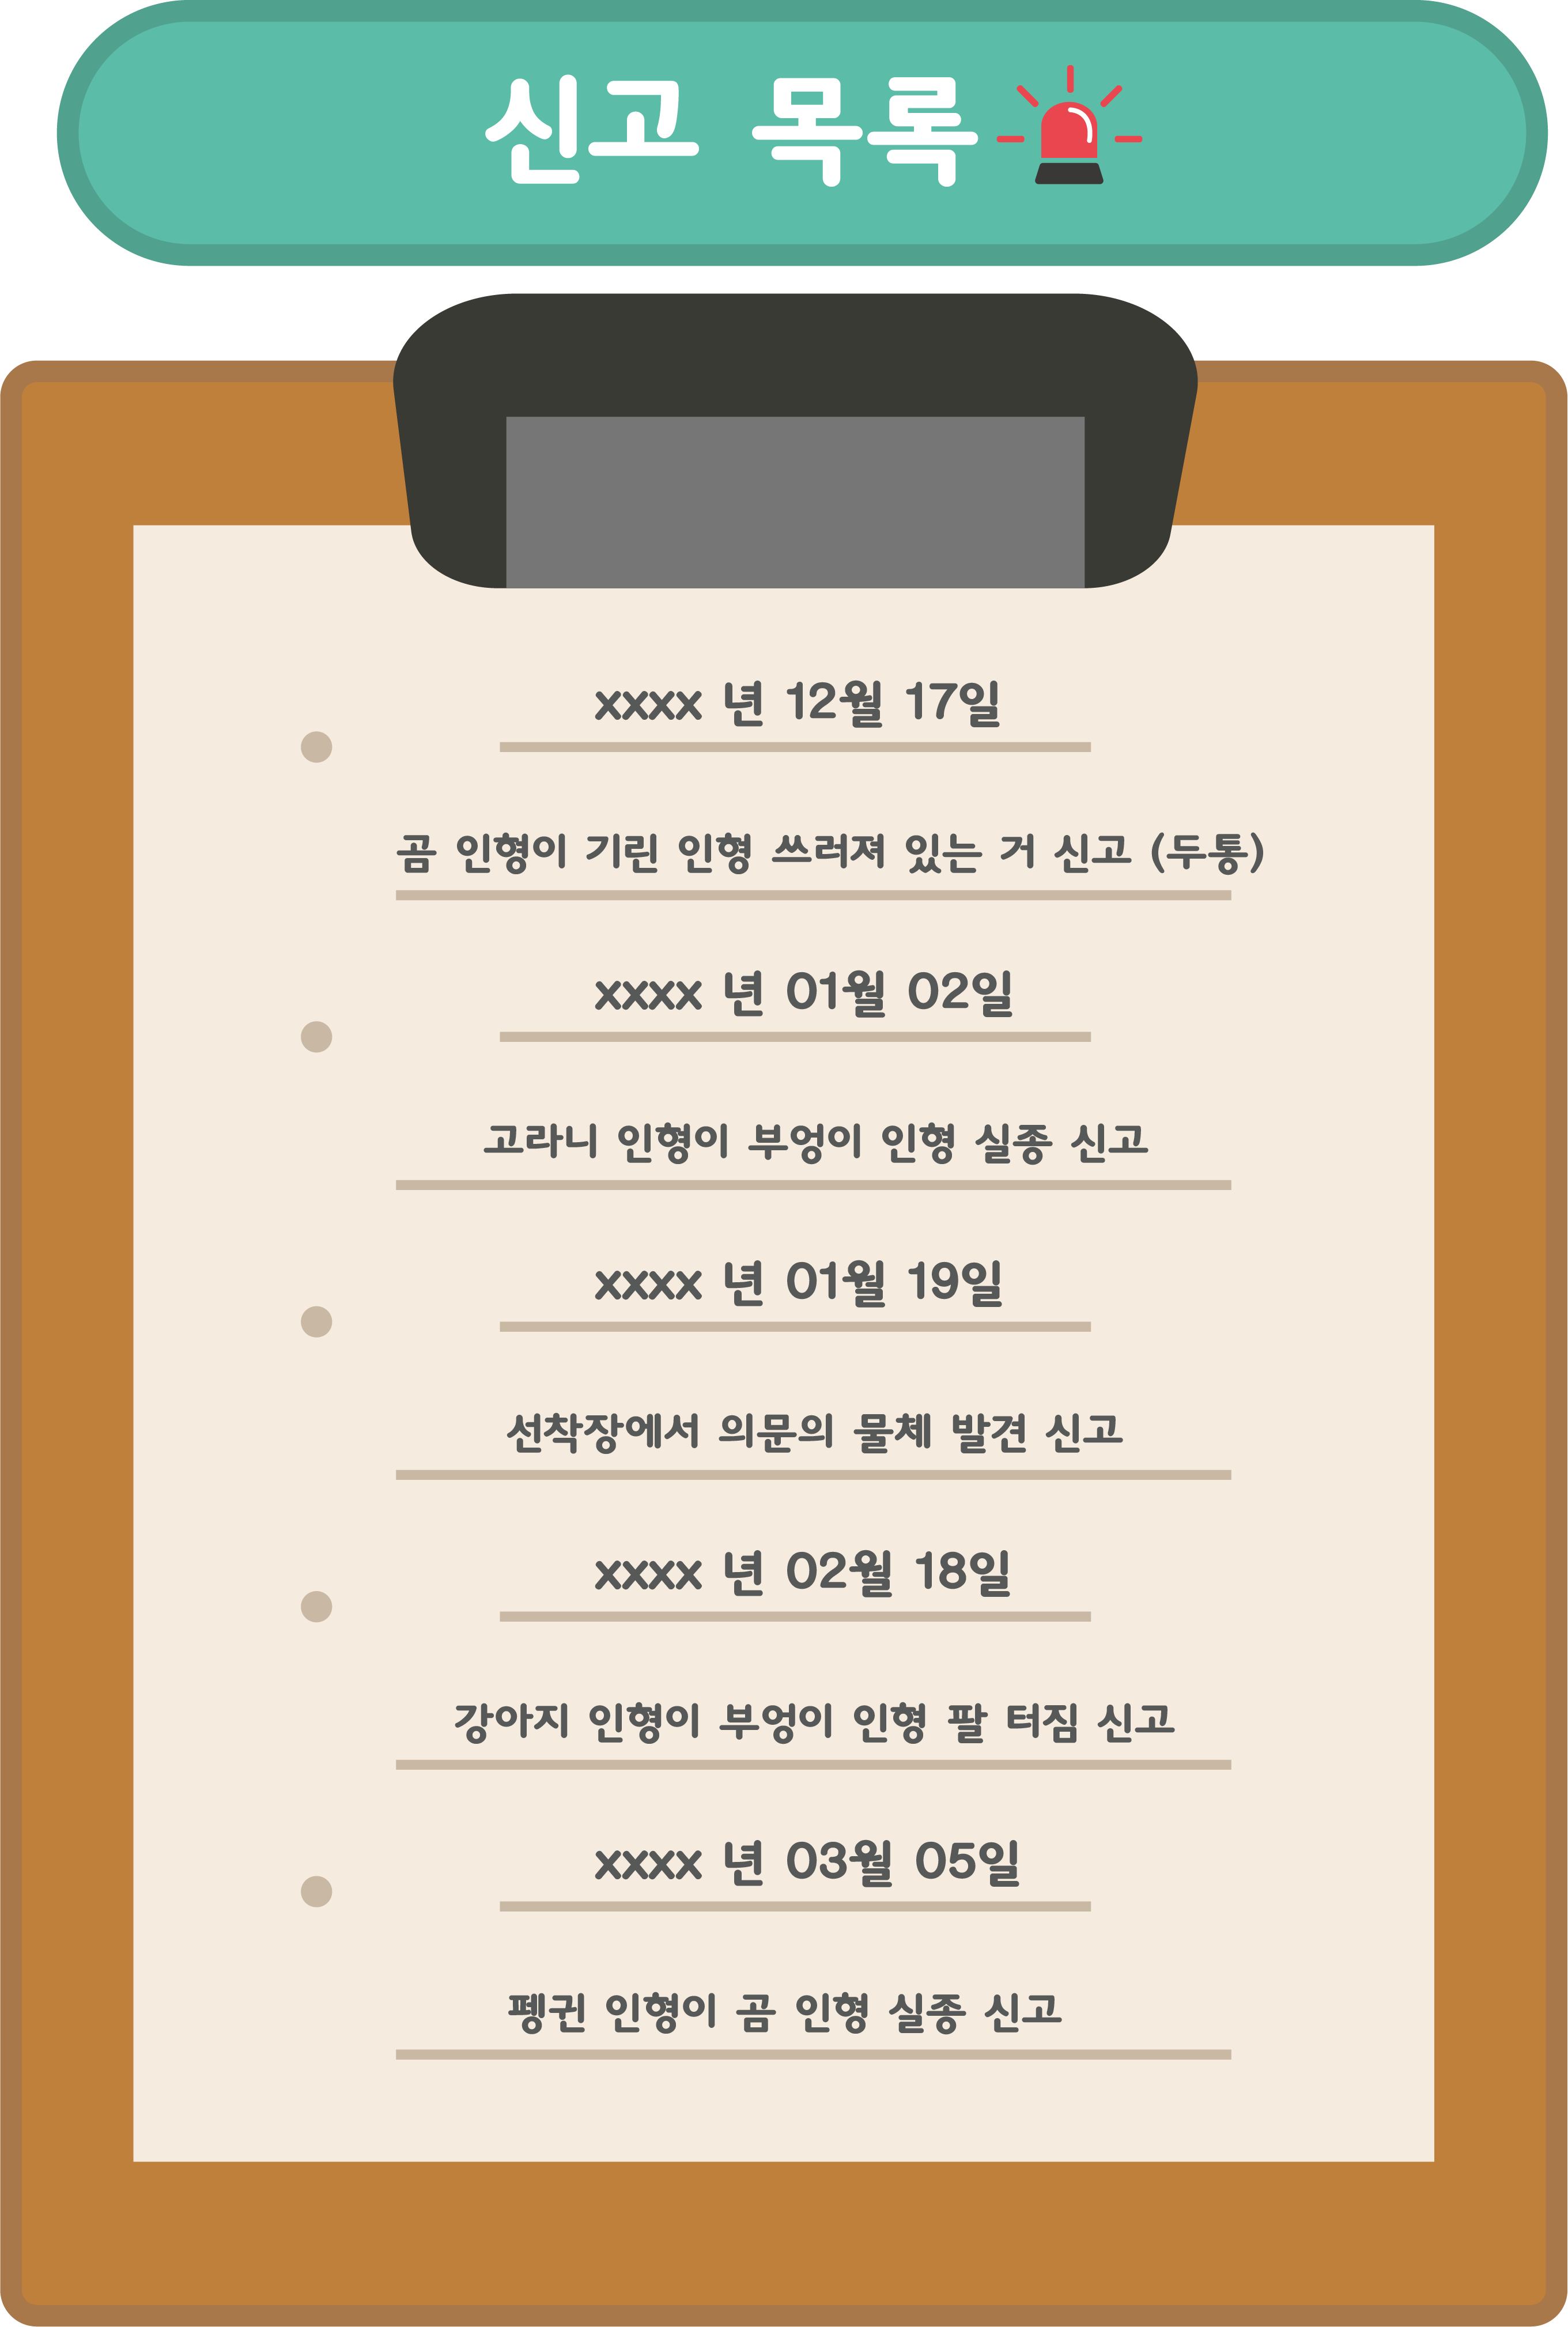 신고 목록
xxxx 년 12월 17일
곰 인형이 기린 인형 쓰러져 있는 거 신고 (두통)
xxxx 년 01월 02일
고라니 인형이 부엉이 인형 실종 신고
xxxx 년 01월 19일
선착장에서 의문의 물체 발견 신고
xxxx 년 02월 18일
강아지 인형이 부엉이 인형 팔 터짐 신고
xxxx 년 03월 05일
펭귄 인형이 곰 인형 실종 신고